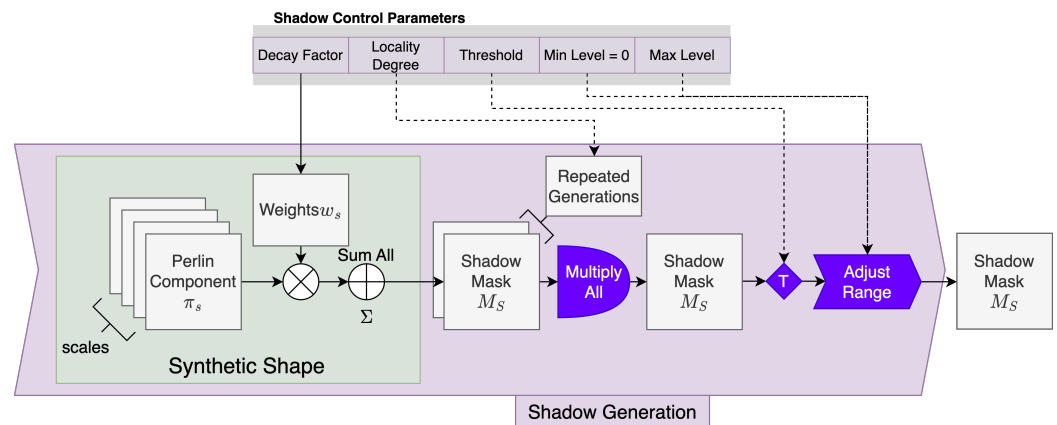 Shadow Control Parameters
Decay Factor
Locality
Degree
Threshold
Min Level = 0
Max Level
Repeated
Generations
Weights w_s
Sum All
Perlin
Component
π_s
Σ
Shadow
Mask
M_S
Multiply
All
Shadow
Mask
M_S
T
Adjust
Range
Shadow
Mask
M_S
scales
Synthetic Shape
Shadow Generation